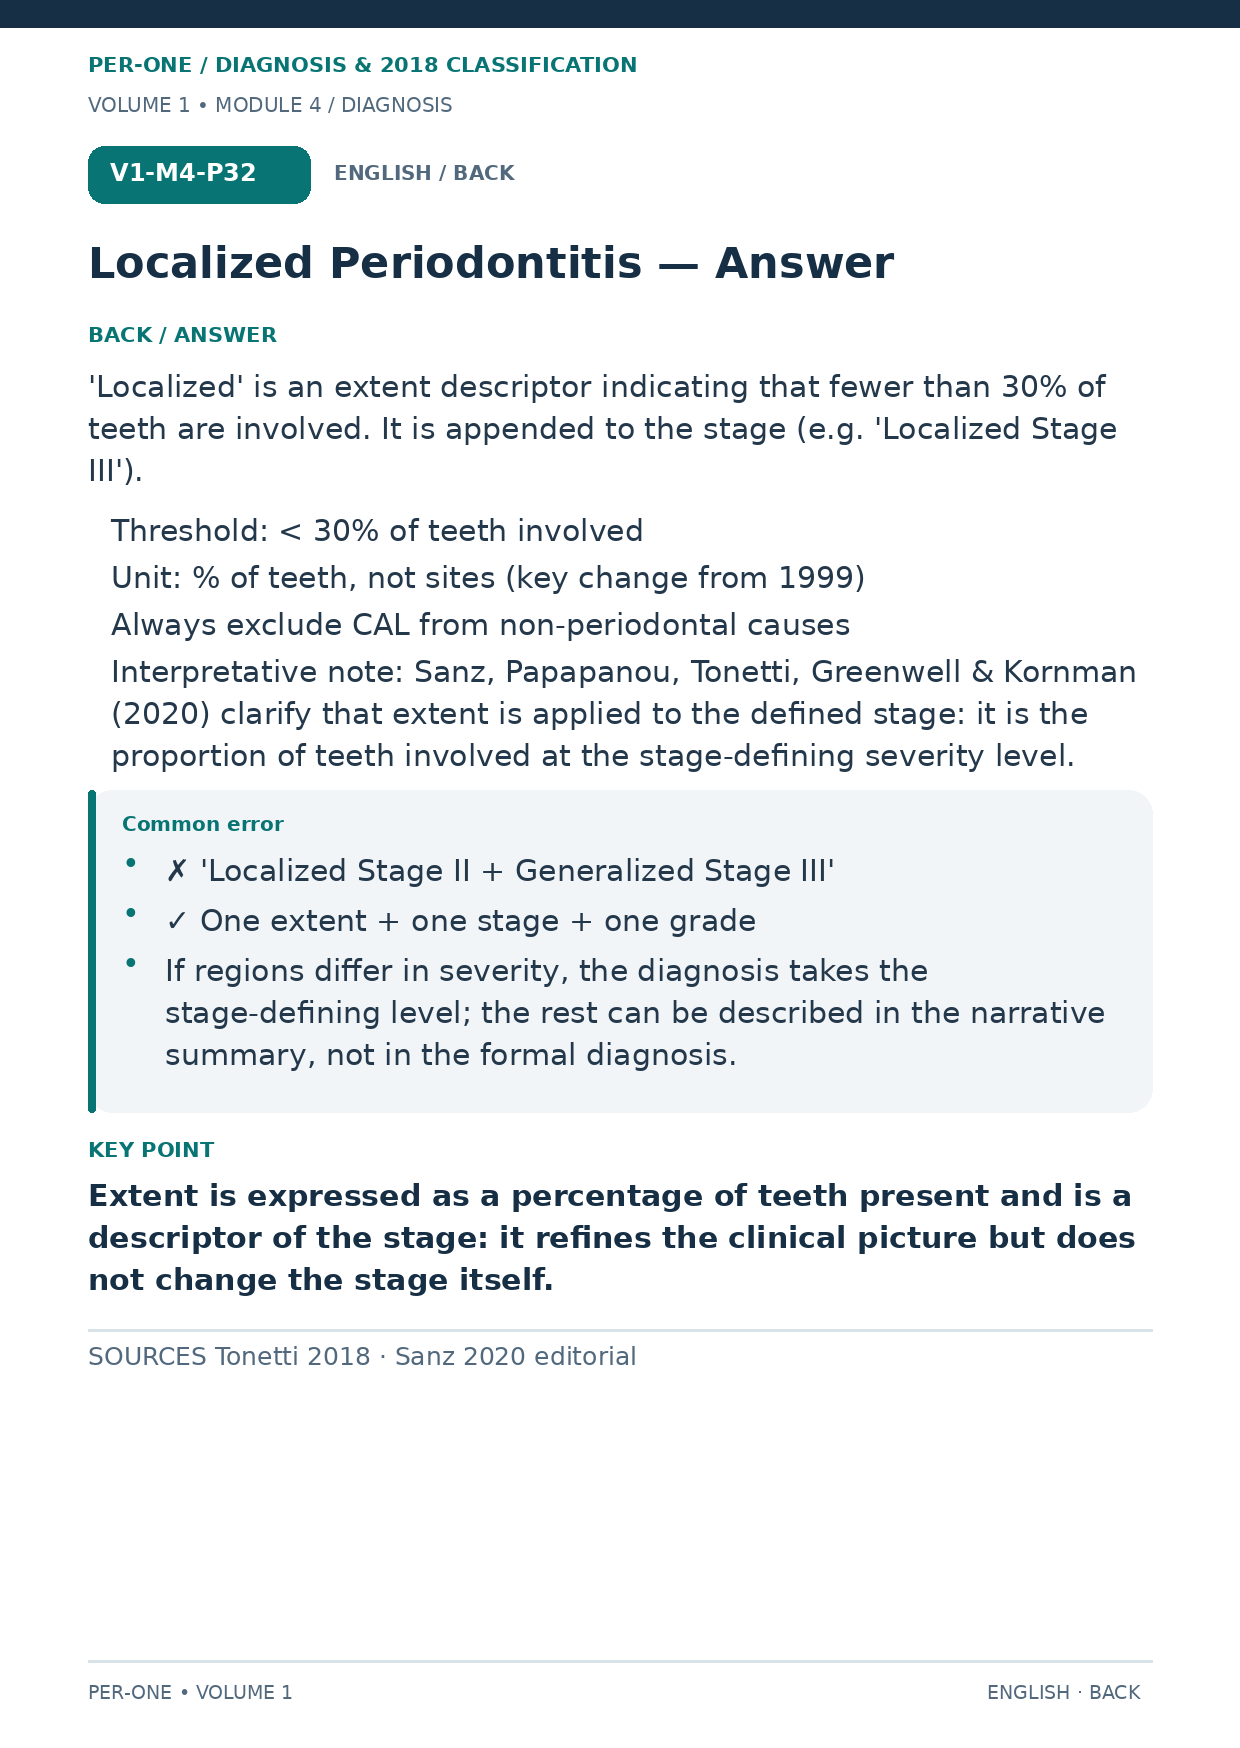 PER-ONE / DIAGNOSIS & 2018 CLASSIFICATION
VOLUME 1 • MODULE 4 / DIAGNOSIS
V1-M4-P32
ENGLISH / BACK
Localized Periodontitis — Answer
BACK / ANSWER
'Localized' is an extent descriptor indicating that fewer than 30% of
teeth are involved. It is appended to the stage (e.g. 'Localized Stage
III').
Threshold: < 30% of teeth involved
Unit: % of teeth, not sites (key change from 1999)
Always exclude CAL from non-periodontal causes
Interpretative note: Sanz, Papapanou, Tonetti, Greenwell & Kornman
(2020) clarify that extent is applied to the defined stage: it is the
proportion of teeth involved at the stage-defining severity level.
Common error
• ✗ 'Localized Stage II + Generalized Stage III'
• ✓ One extent + one stage + one grade
• If regions differ in severity, the diagnosis takes the
stage-defining level; the rest can be described in the narrative
summary, not in the formal diagnosis.
KEY POINT
Extent is expressed as a percentage of teeth present and is a
descriptor of the stage: it refines the clinical picture but does
not change the stage itself.
SOURCES Tonetti 2018 · Sanz 2020 editorial
PER-ONE • VOLUME 1
ENGLISH · BACK